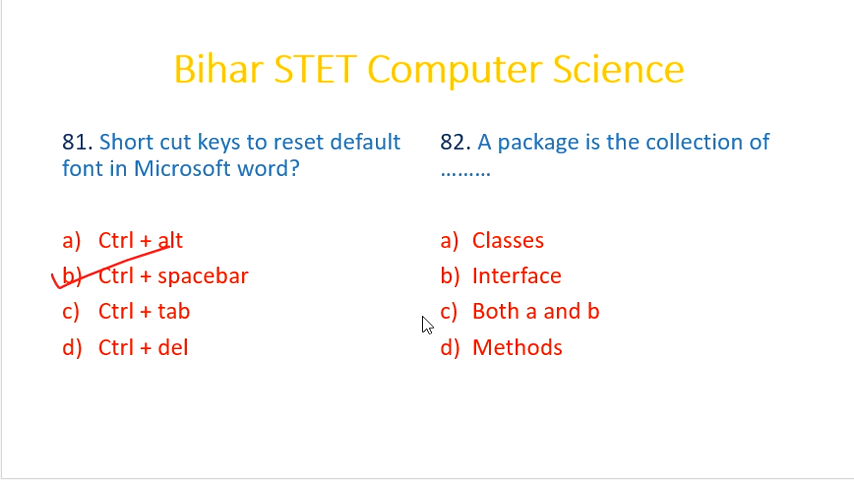 Bihar STET Computer Science
81. Short cut keys to reset default
font in Microsoft word?
a) Ctrl + alt
b) Ctrl + spacebar
c) Ctrl + tab
d) Ctrl + del
82. A package is the collection of
.........
a) Classes
b) Interface
c) Both a and b
d) Methods